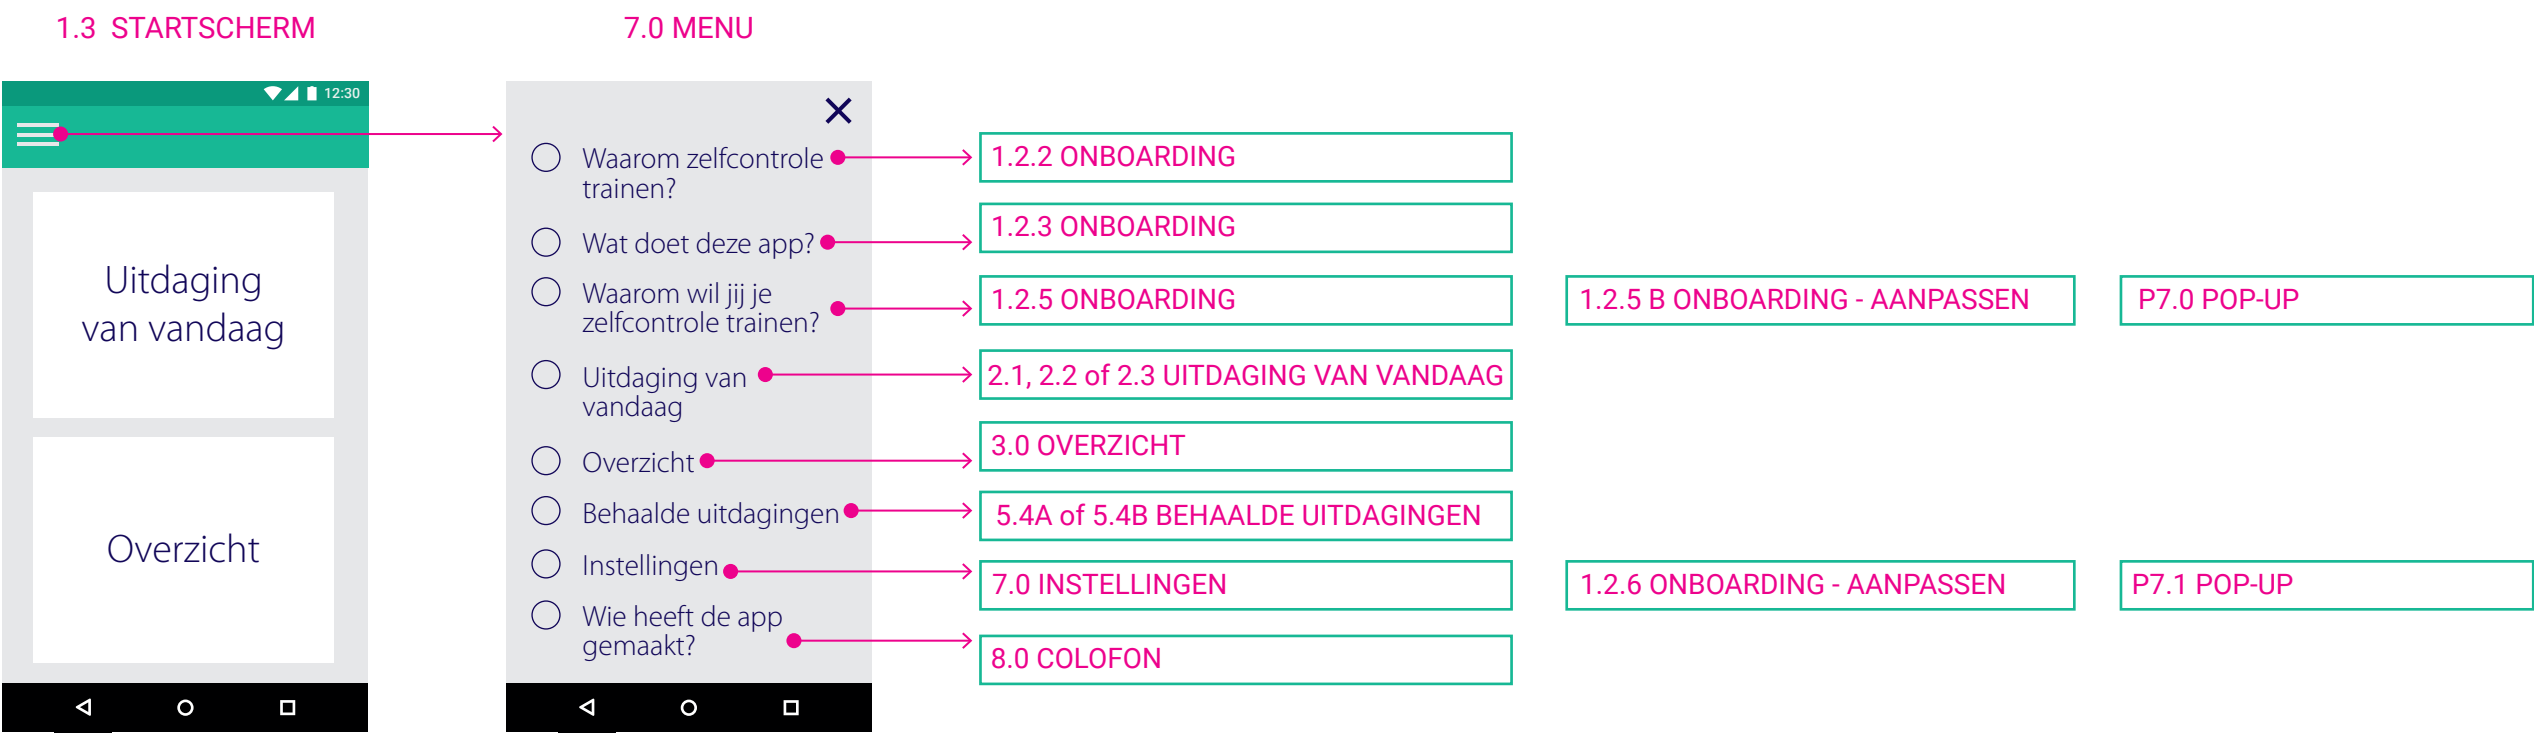 1.3 STARTSCHERM
7.0 MENU
12:30
Uitdaging
van vandaag
Overzicht
Waarom zelfcontrole
trainen?
Wat doet deze app?
Waarom wil jij je
zelfcontrole trainen?
Uitdaging van
vandaag
Overzicht
Behaalde uitdagingen
Instellingen
Wie heeft de app
gemaakt?
1.2.2 ONBOARDING
1.2.3 ONBOARDING
1.2.5 ONBOARDING
1.2.5 B ONBOARDING - AANPASSEN
P7.0 POP-UP
2.1, 2.2 of 2.3 UITDAGING VAN VANDAAG
3.0 OVERZICHT
5.4A of 5.4B BEHAALDE UITDAGINGEN
7.0 INSTELLINGEN
1.2.6 ONBOARDING - AANPASSEN
P7.1 POP-UP
8.0 COLOFON